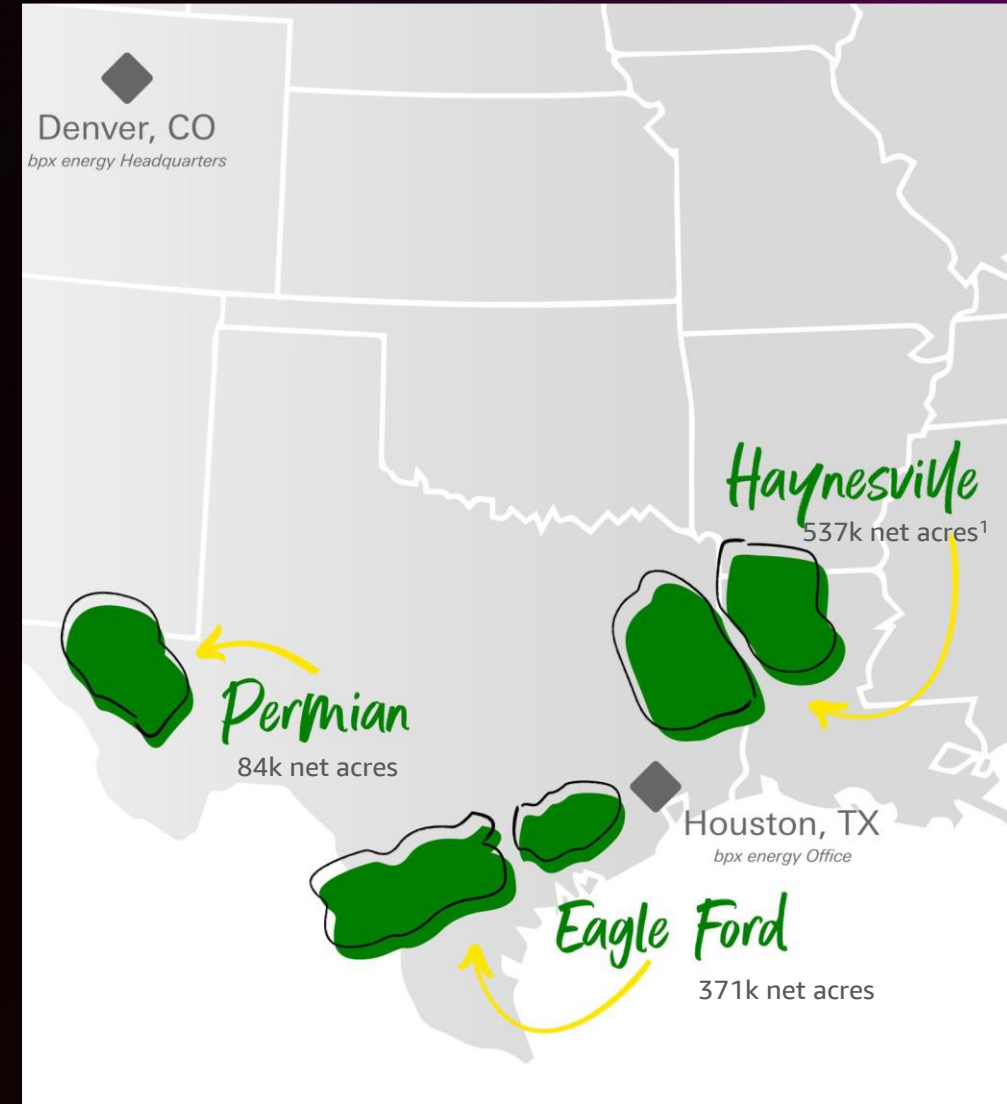 Denver, CO
bpx energy Headquarters
Haynesville
537k net acres¹
Permian
84k net acres
Houston, TX
bpx energy Office
Eagle Ford
371k net acres